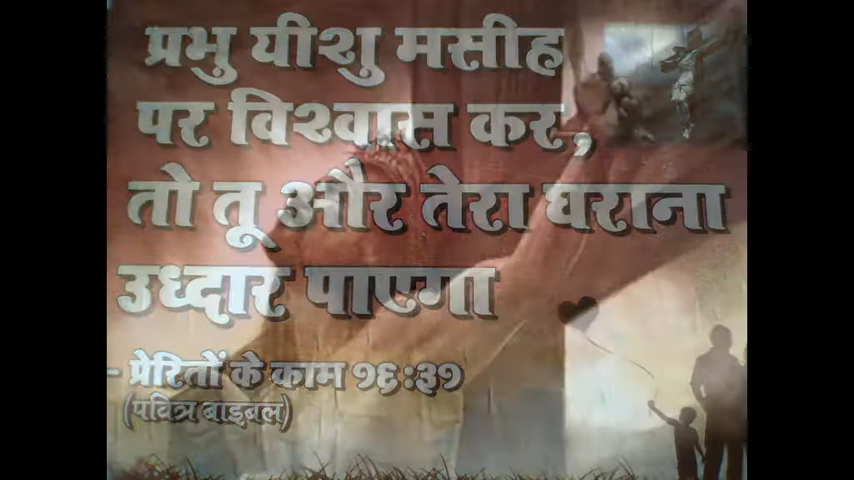 प्रभु यीशु मसीह
पर विश्वास कर,
तो तू और तेरा घराना
उध्दार पाएगा
- प्रेरितों के काम १६:३१
(पवित्र बाइबल)